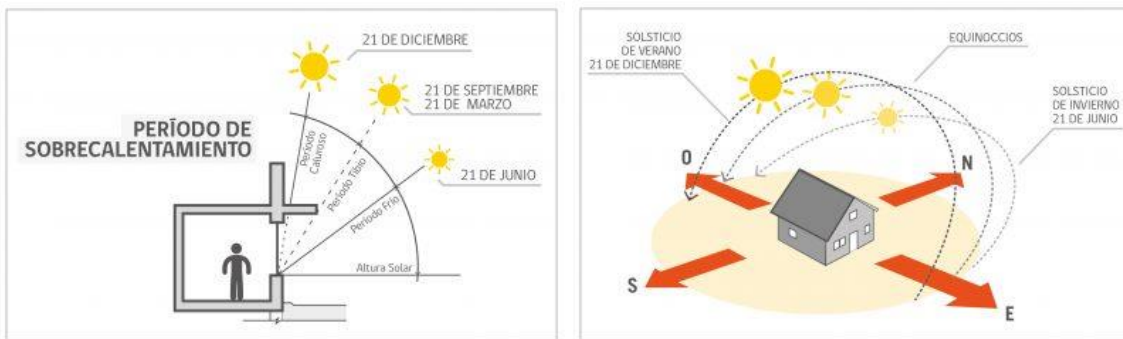 21 DE DICIEMBRE
21 DE SEPTIEMBRE
21 DE MARZO
PERÍODO DE
SOBRECALENTAMIENTO
Período
Caluroso
Período Tibio
21 DE JUNIO
Período Frío
Altura Solar
SOLSTICIO
DE VERANO
21 DE DICIEMBRE
EQUINOCCIOS
SOLSTICIO
DE INVIERNO
21 DE JUNIO
O
N
S
E